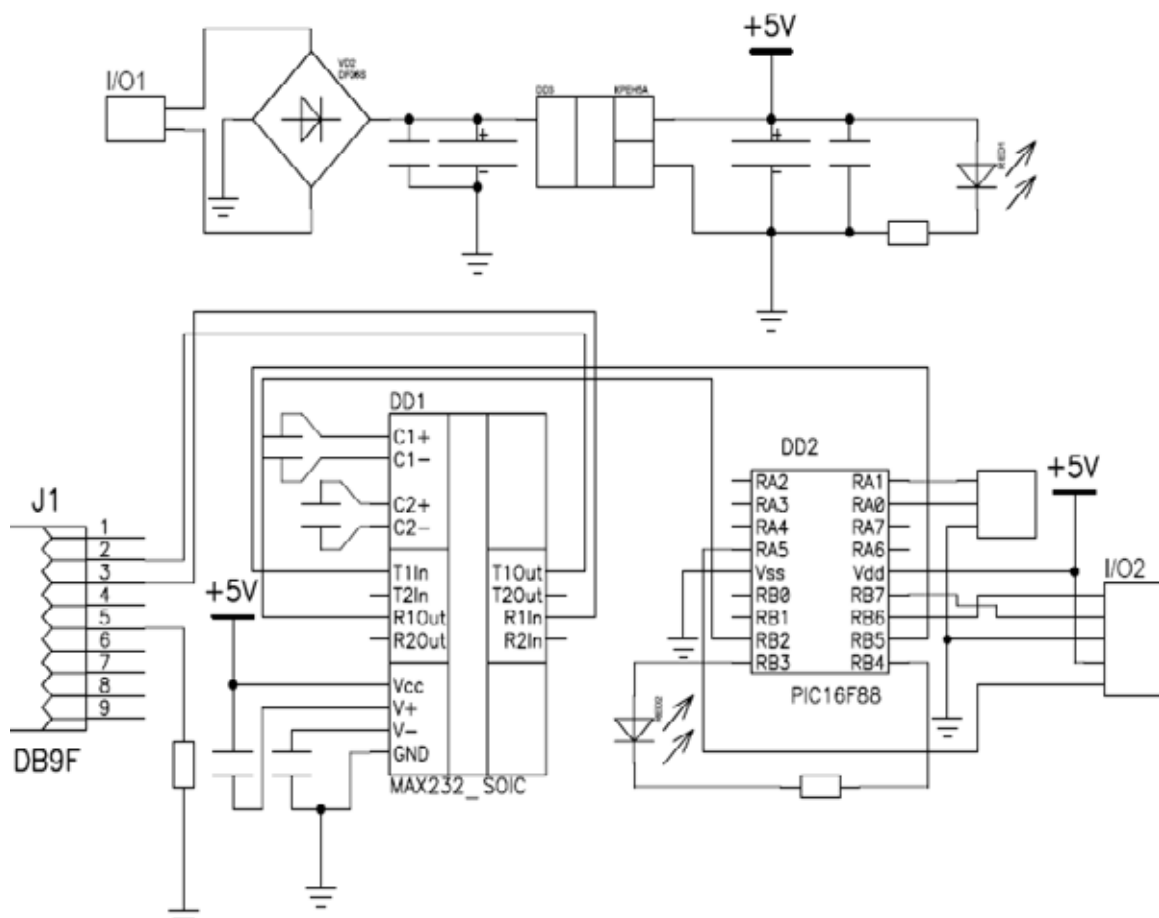 +5V
I/O1
VD2
DF06S
DD3
+
-
+
-
DD1
C1+
C1-
C2+
C2-
T1In
T2In
R1Out
R2Out
Vcc
V+
V-
GND
T1Out
T2Out
R1In
R2In
MAX232_SOIC
J1
1
2
3
4
5
6
7
8
9
DB9F
+5V
DD2
RA2
RA3
RA4
RA5
Vss
RB0
RB1
RB2
RB3
RA1
RA0
RA7
RA6
Vdd
RB7
RB6
RB5
RB4
PIC16F88
+5V
I/O2